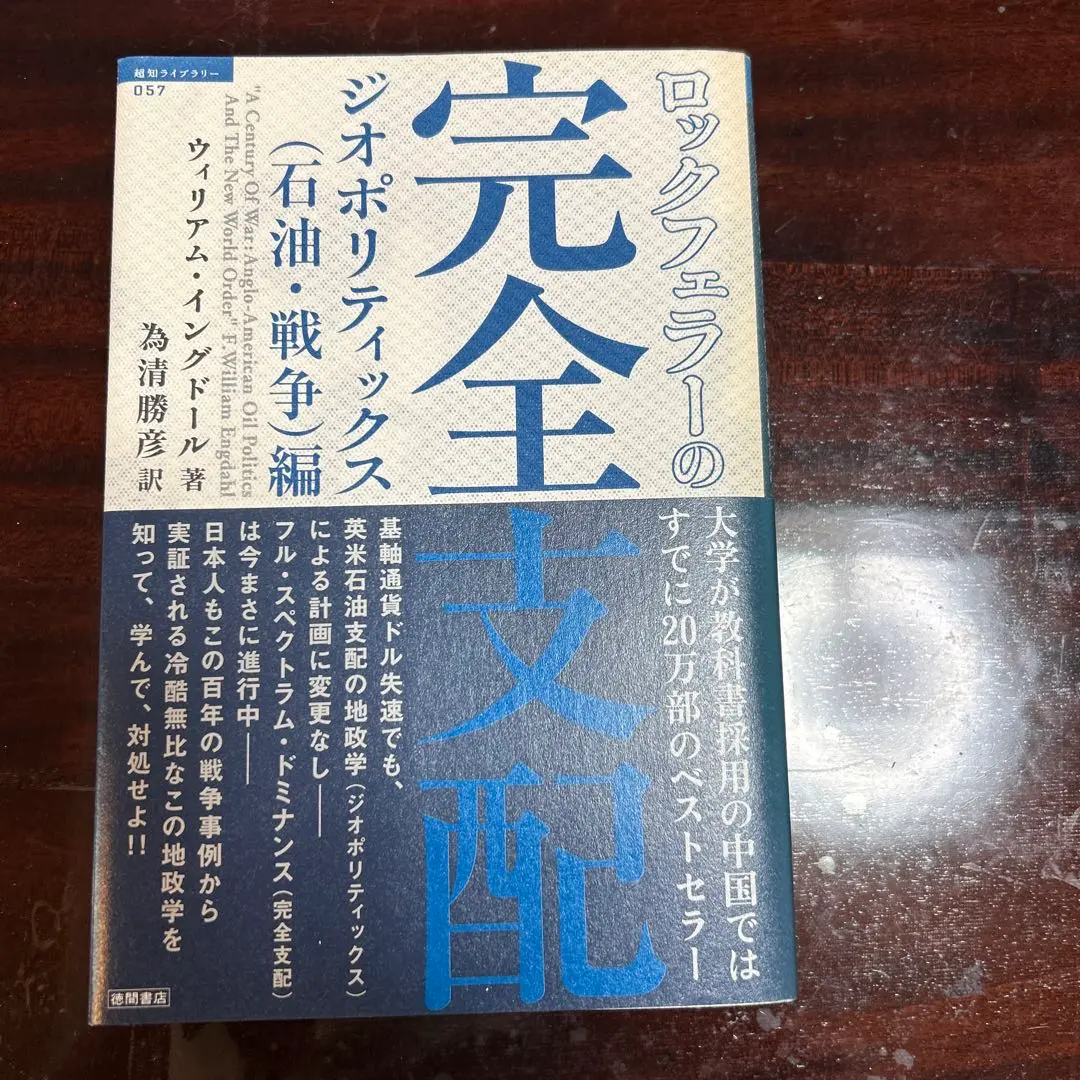 超知ライブラリー
057
ロックフェラーの
完全支配
ジオポリティックス
(石油・戦争)編
"A Century Of War:Anglo-American Oil Politics
And The New World Order" F.William Engdahl
ウィリアム・イングドール 著
為清勝彦 訳
大学が教科書採用の中国では
すでに20万部のベストセラー
基軸通貨ドル失速でも、
英米石油支配の地政学(ジオポリティックス)
による計画に変更なし——
フル・スペクトラム・ドミナンス(完全支配)
は今まさに進行中——
日本人もこの百年の戦争事例から
実証される冷酷無比なこの地政学を
知って、学んで、対処せよ!!
徳間書店